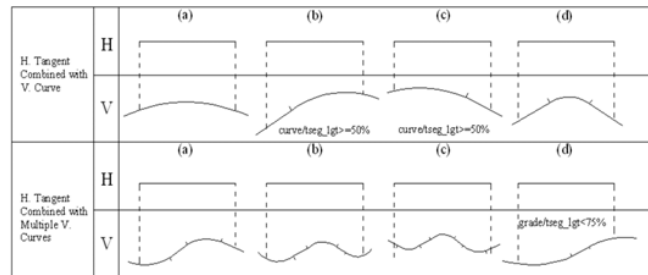 (a) (b) (c) (d)
H
H. Tangent
Combined with
V. Curve
V
curve/tseg_lgt>=50% curve/tseg_lgt>=50%
(a) (b) (c) (d)
H
H. Tangent
Combined with
Multiple V.
Curves
V
grade/tseg_lgt<75%